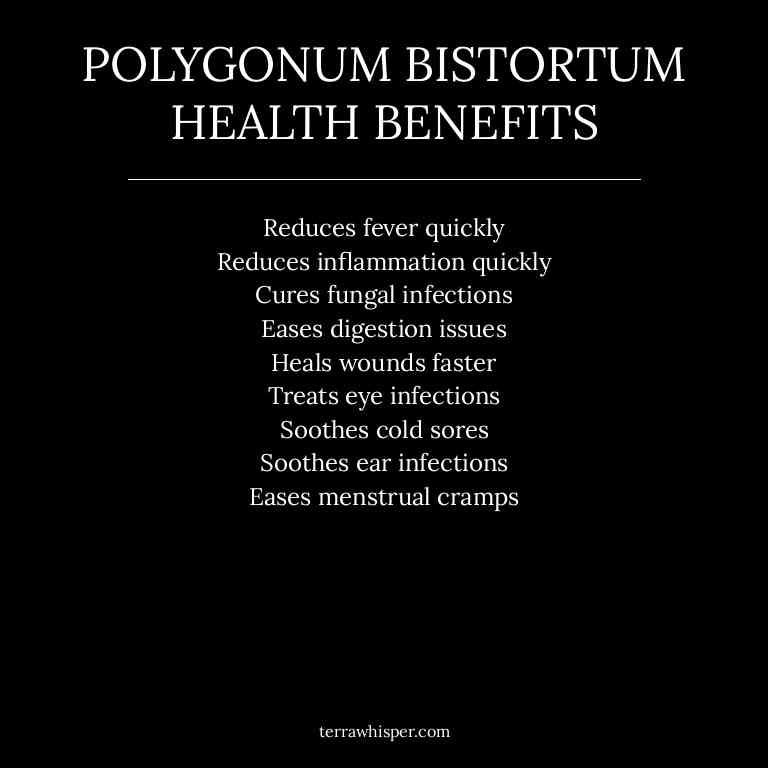 POLYGONUM BISTORTUM
HEALTH BENEFITS
Reduces fever quickly
Reduces inflammation quickly
Cures fungal infections
Eases digestion issues
Heals wounds faster
Treats eye infections
Soothes cold sores
Soothes ear infections
Eases menstrual cramps
terrawhisper.com